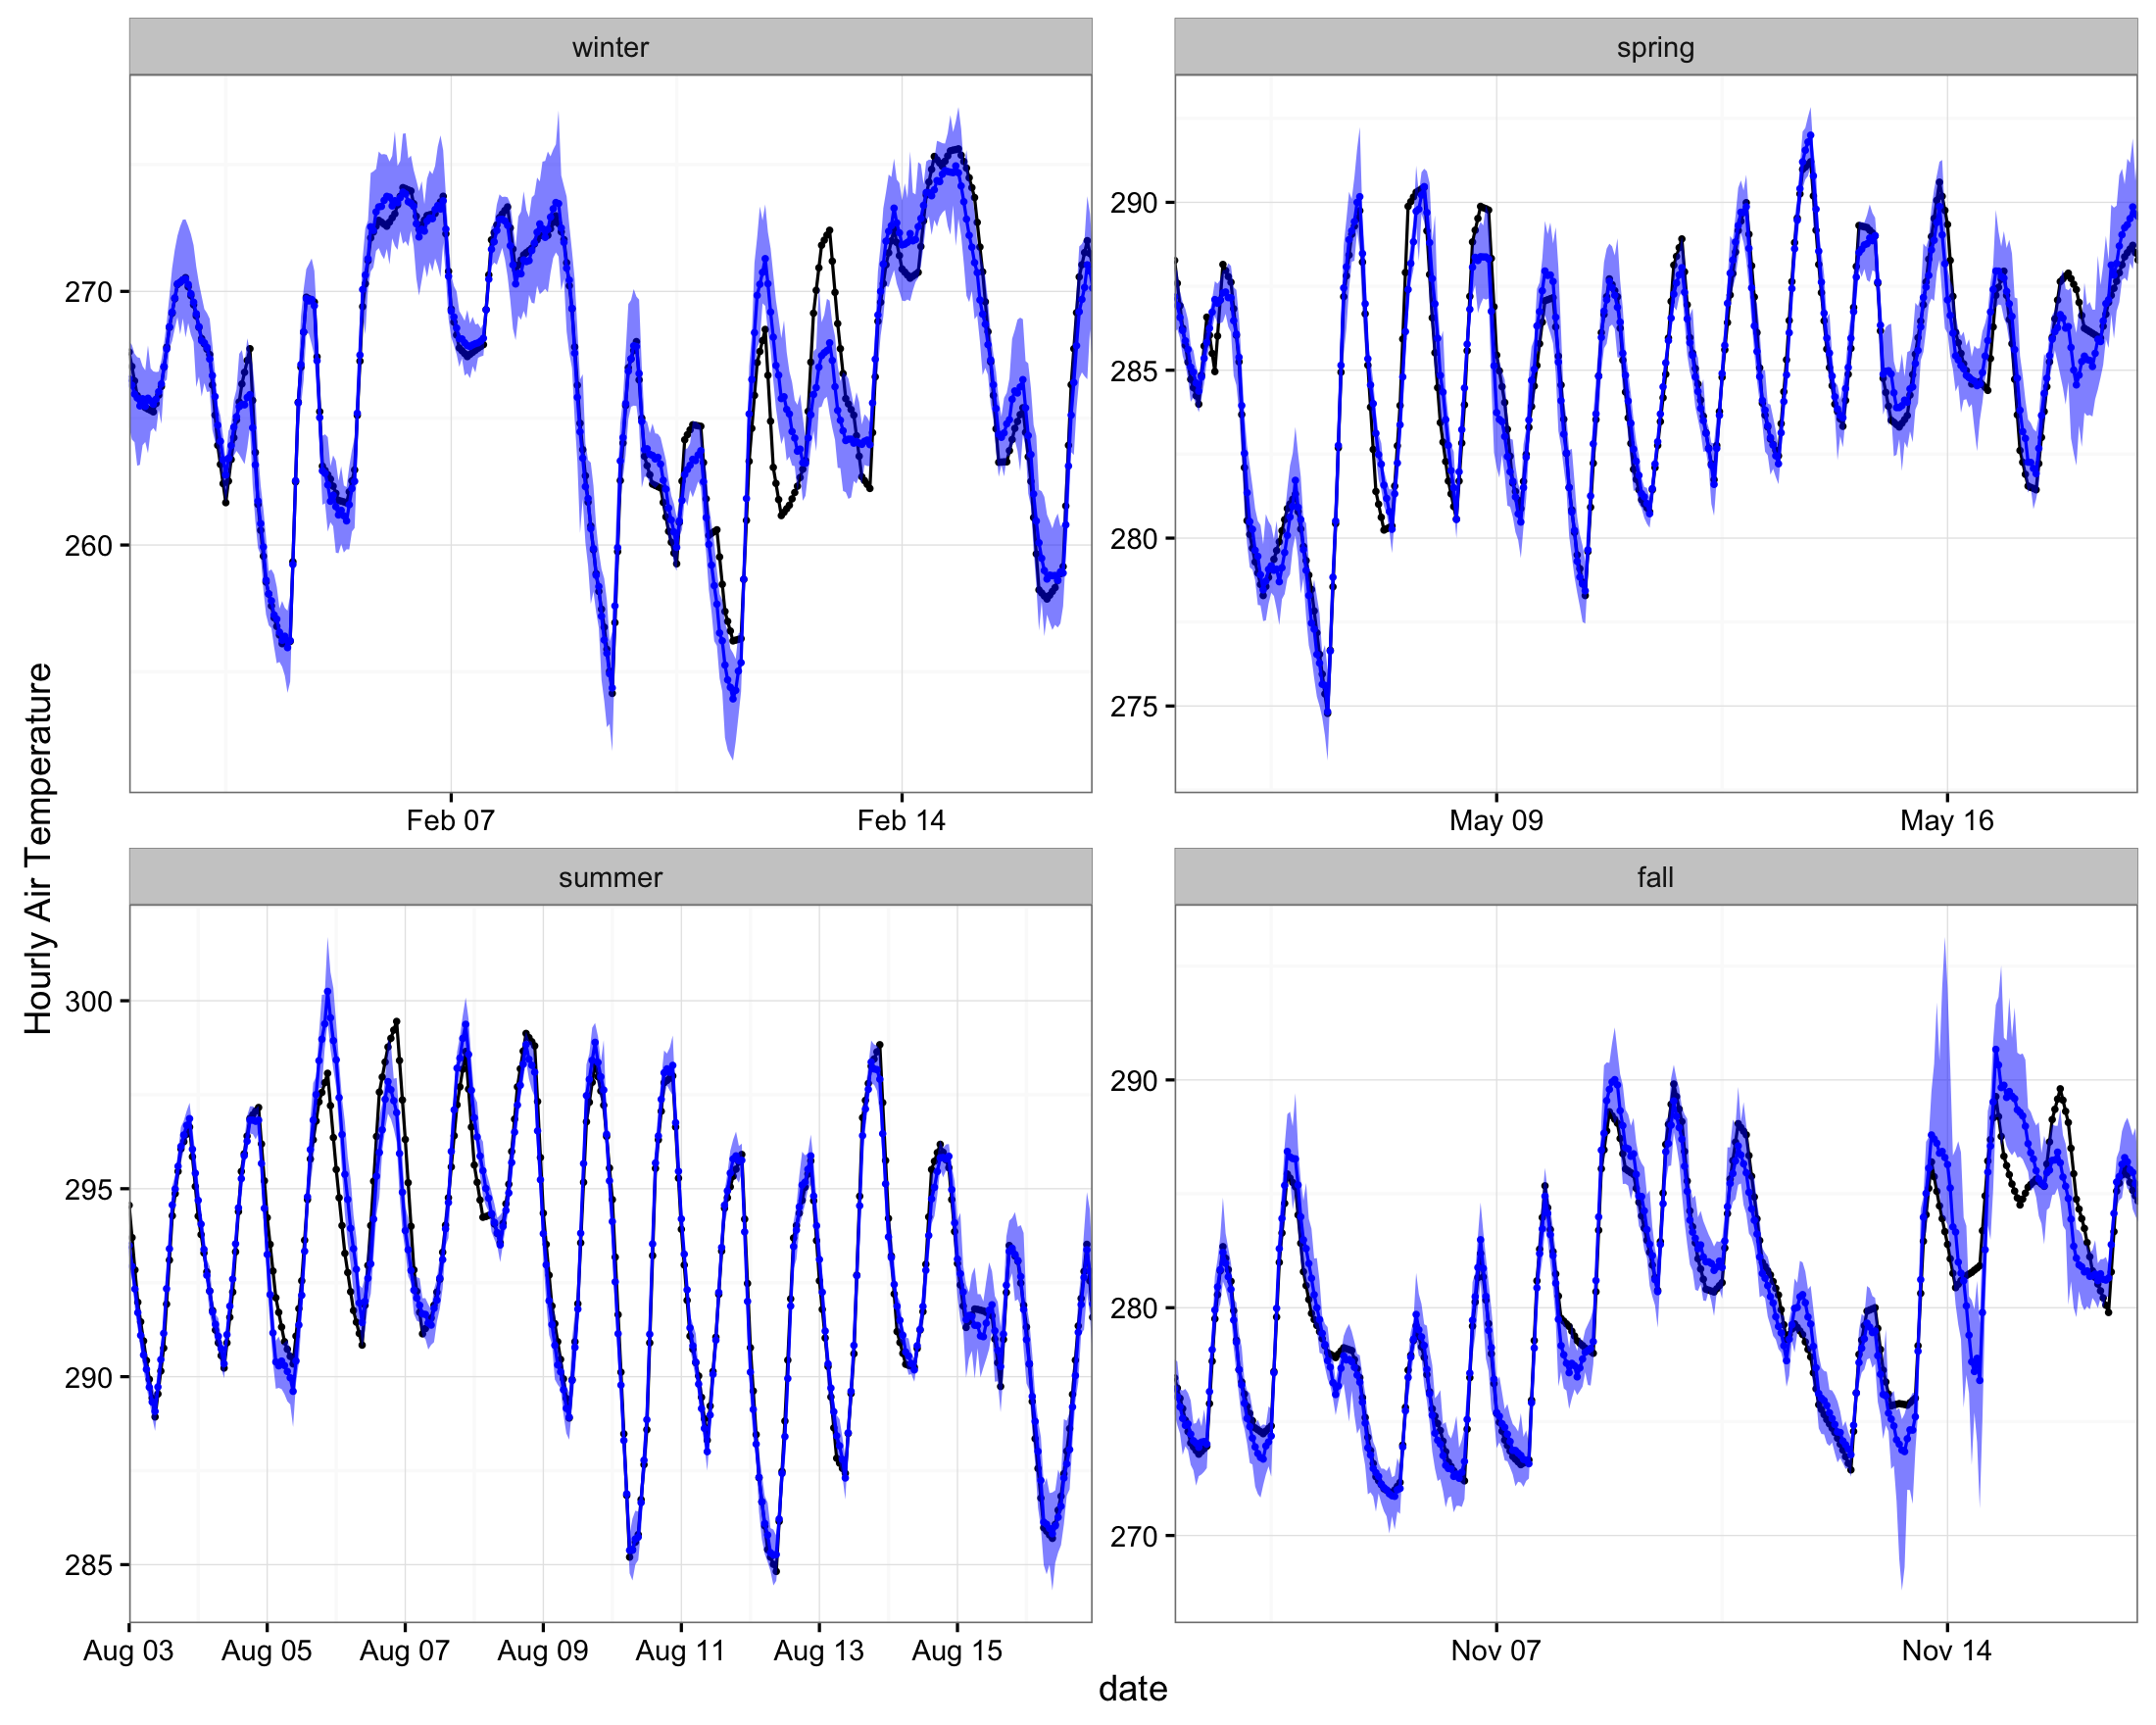 winter
spring
270
260
290
285
280
275
Feb 07
Feb 14
May 09
May 16
Hourly Air Temperature
summer
fall
300
295
290
285
290
280
270
Aug 03
Aug 05
Aug 07
Aug 09
Aug 11
Aug 13
Aug 15
Nov 07
Nov 14
date